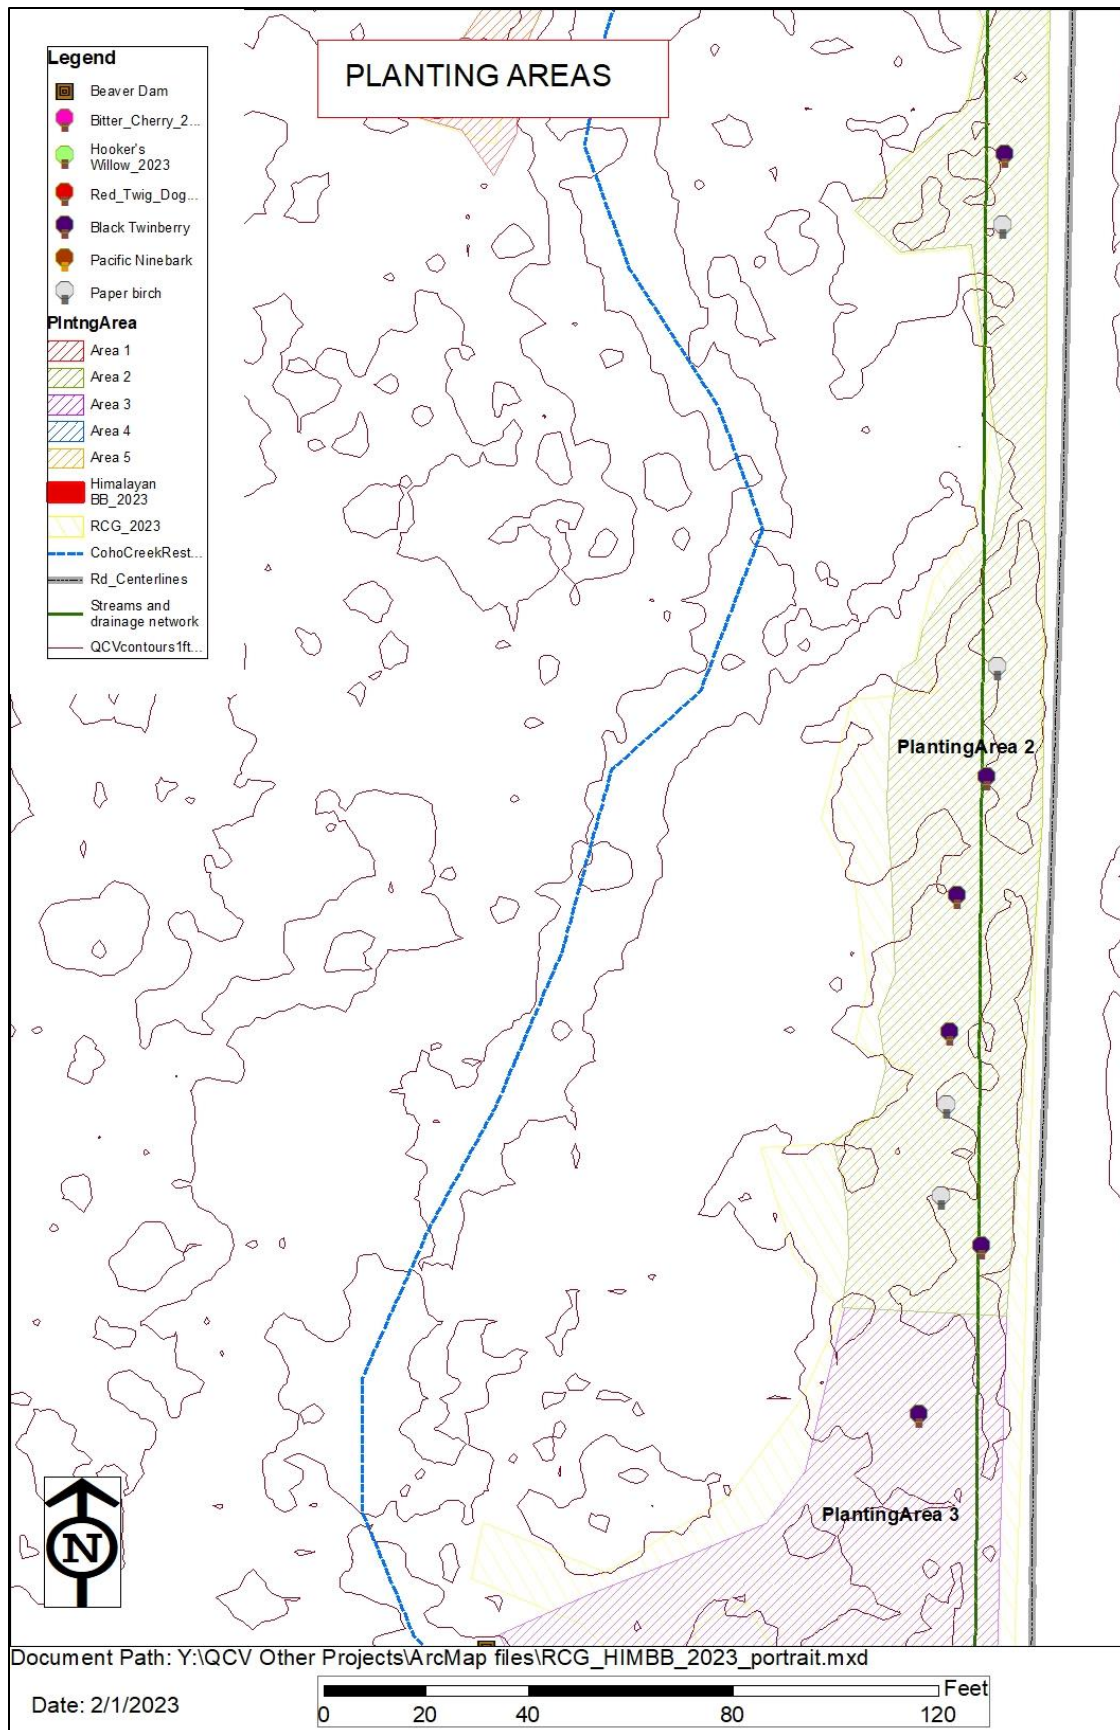 PLANTING AREAS
Legend
Beaver Dam
Bitter_Cherry_2...
Hooker's
Willow_2023
Red_Twig_Dog...
Black Twinberry
Pacific Ninebark
Paper birch
PlntngArea
Area 1
Area 2
Area 3
Area 4
Area 5
Himalayan
BB_2023
RCG_2023
CohoCreekRest...
Rd_Centerlines
Streams and
drainage network
QCVcontours1ft...
PlantingArea 2
PlantingArea 3
N
Document Path: Y:\QCV Other Projects\ArcMap files\RCG_HIMBB_2023_portrait.mxd
Date: 2/1/2023
Feet
0 20 40 80 120